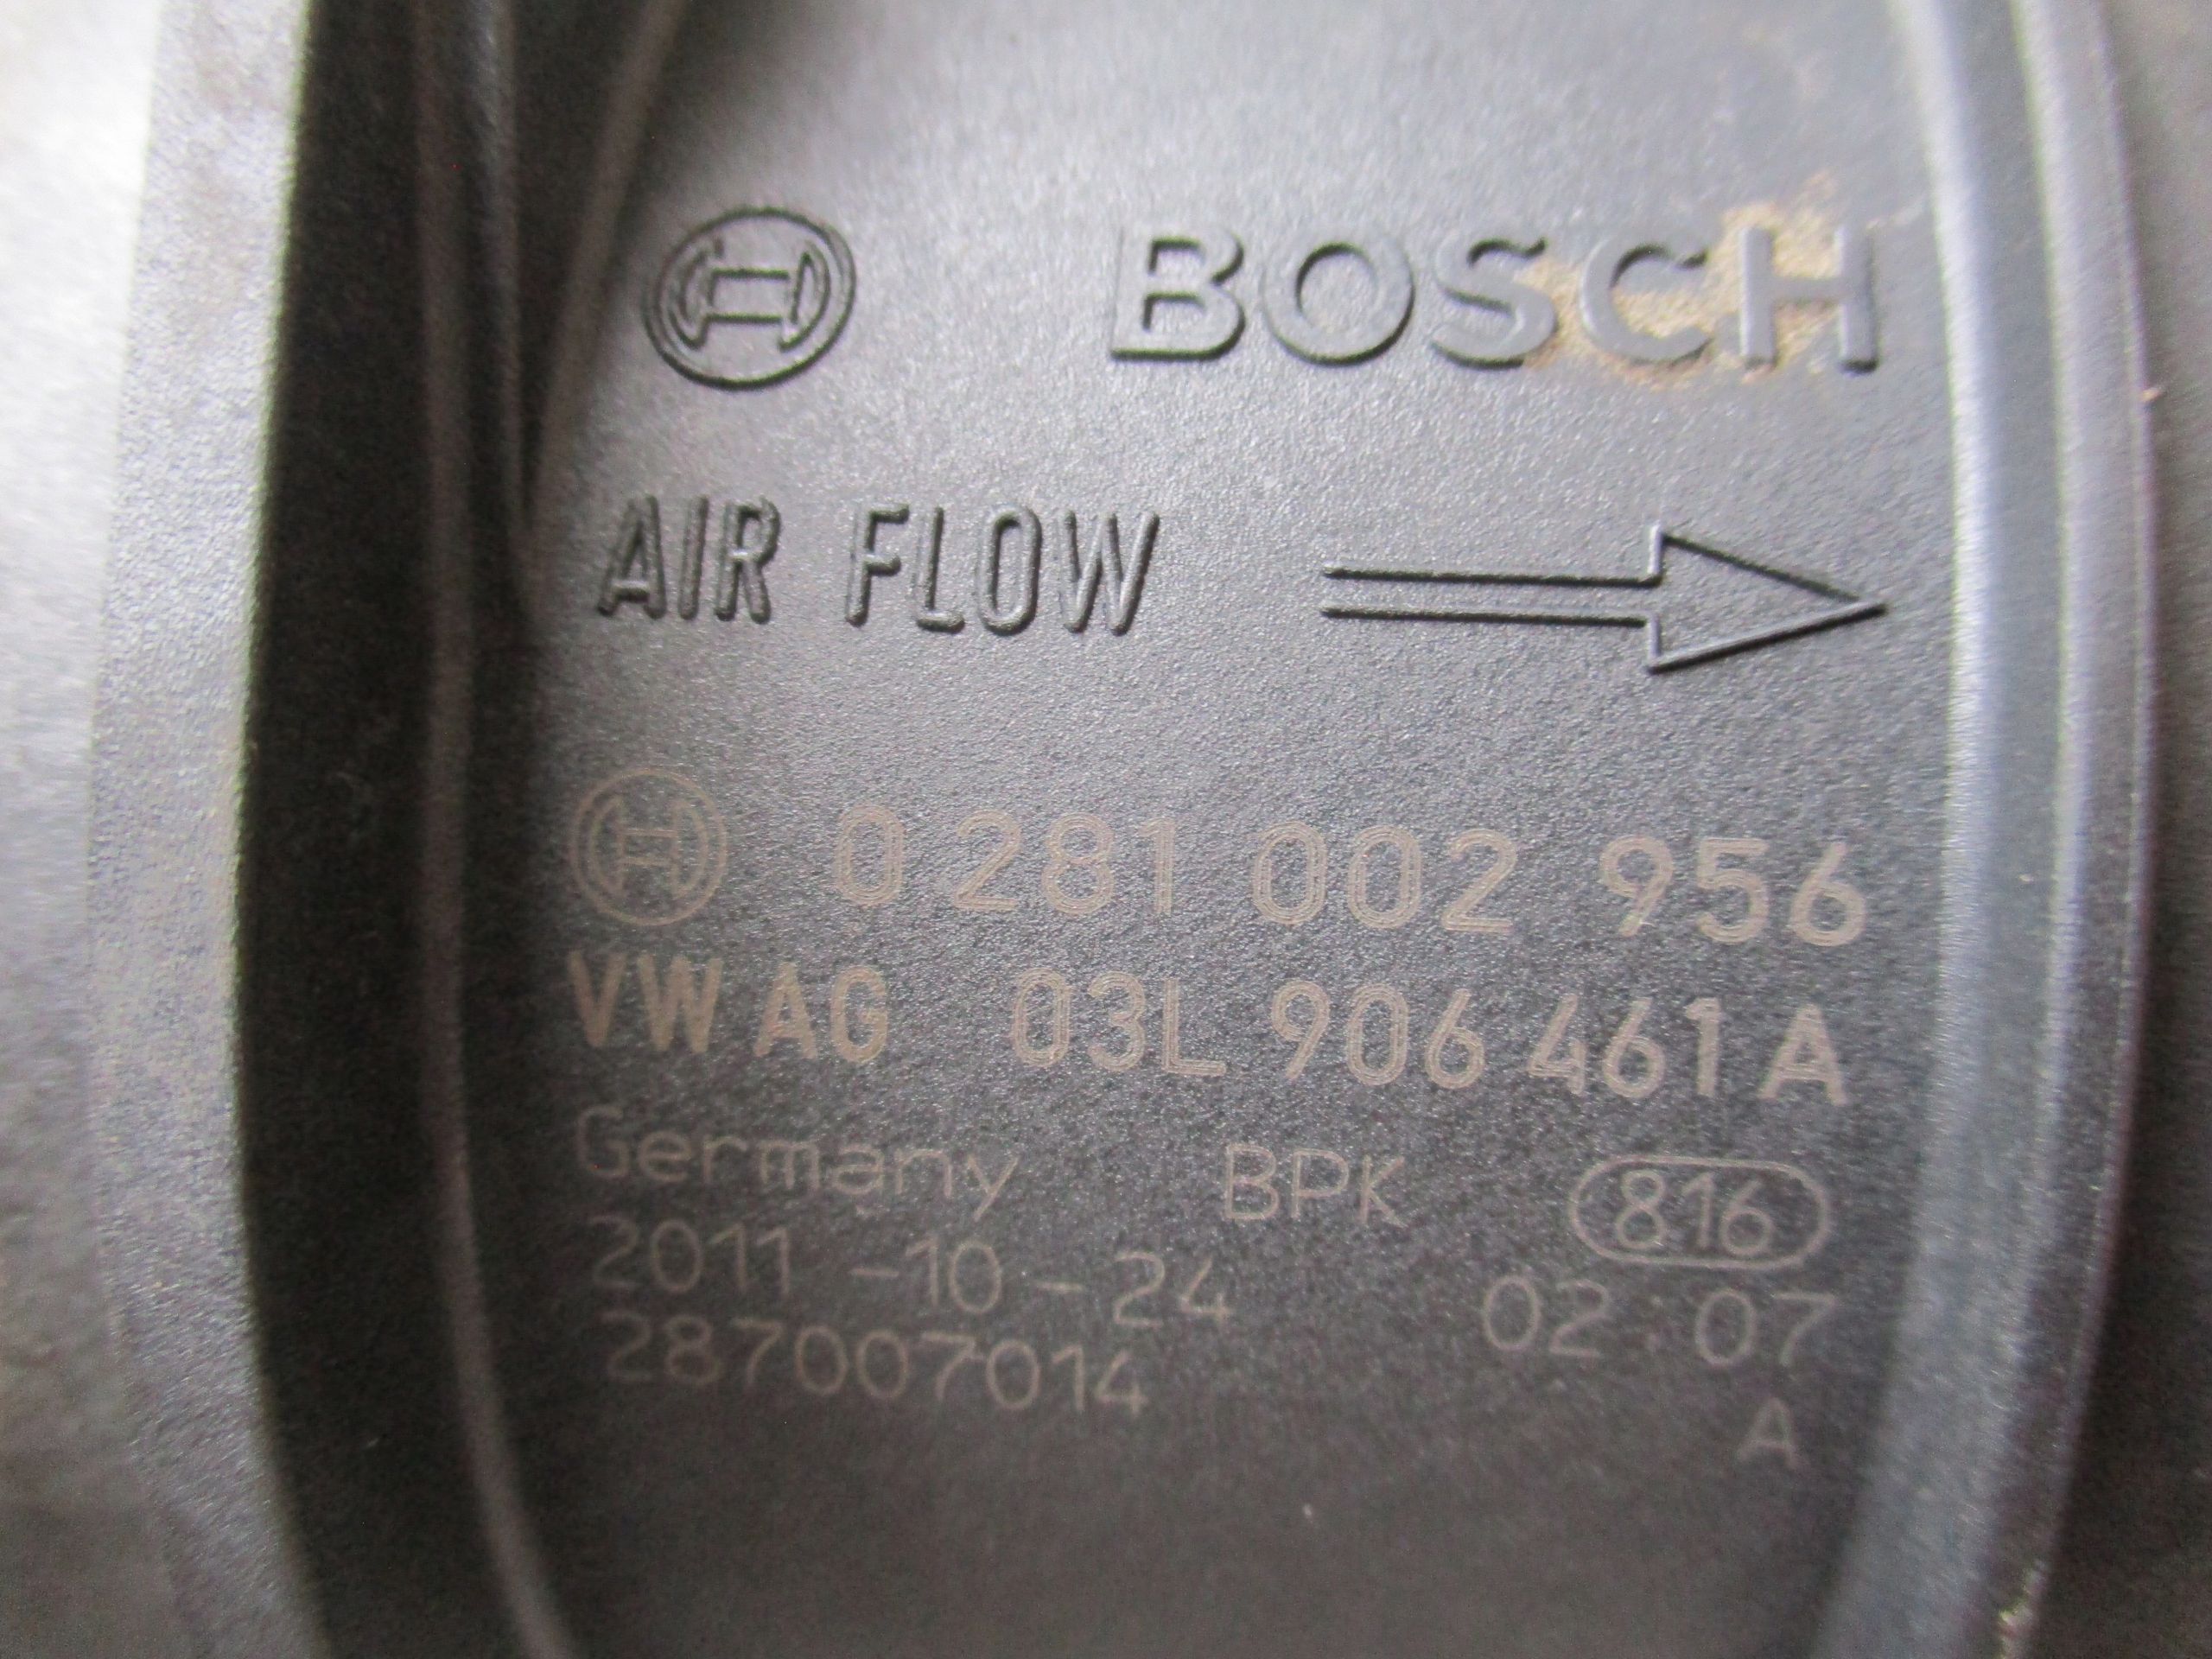 BOSCH
AIR FLOW
0 281 002 956
VW AG 03L 906 461 A
Germany BPK 816
2011-10-24 02:07
287007014
A